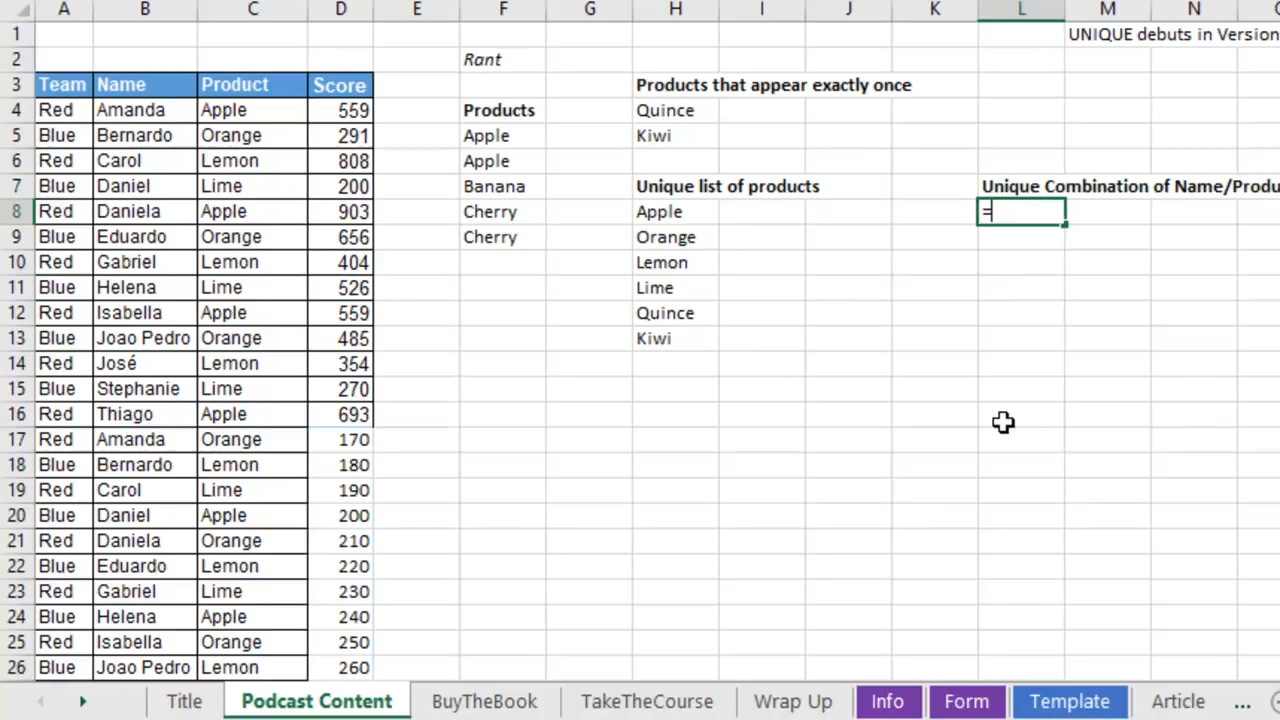 A B C D E F G H I J K L M N
1 UNIQUE debuts in Version
2 Rant
3 Team Name Product Score Products that appear exactly once
4 Red Amanda Apple 559 Products Quince
5 Blue Bernardo Orange 291 Apple Kiwi
6 Red Carol Lemon 808 Apple
7 Blue Daniel Lime 200 Banana Unique list of products Unique Combination of Name/Produ
8 Red Daniela Apple 903 Cherry Apple =
9 Blue Eduardo Orange 656 Cherry Orange
10 Red Gabriel Lemon 404 Lemon
11 Blue Helena Lime 526 Lime
12 Red Isabella Apple 559 Quince
13 Blue Joao Pedro Orange 485 Kiwi
14 Red José Lemon 354
15 Blue Stephanie Lime 270
16 Red Thiago Apple 693
17 Red Amanda Orange 170
18 Blue Bernardo Lemon 180
19 Red Carol Lime 190
20 Blue Daniel Apple 200
21 Red Daniela Orange 210
22 Blue Eduardo Lemon 220
23 Red Gabriel Lime 230
24 Blue Helena Apple 240
25 Red Isabella Orange 250
26 Blue Joao Pedro Lemon 260
Title Podcast Content BuyTheBook TakeTheCourse Wrap Up Info Form Template Article ...